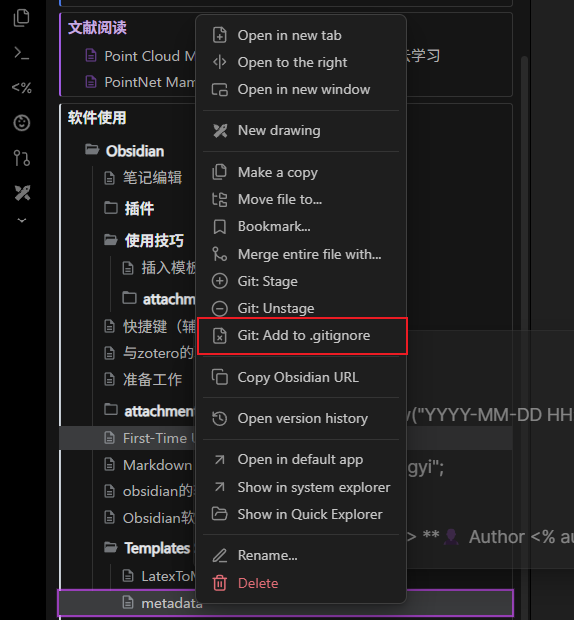 文献阅读
Point Cloud M
云学习
PointNet Mam
软件使用
Obsidian
笔记编辑
插件
使用技巧
插入模板
attachm
快捷键（辅
与zotero的
准备工作
attachment
First-Time U
Markdown
obsidian的
Obsidian软
Templates
LatexToM
metadata
<%
Open in new tab
Open to the right
Open in new window
New drawing
Make a copy
Move file to...
Bookmark...
Merge entire file with...
Git: Stage
Git: Unstage
Git: Add to .gitignore
Copy Obsidian URL
Open version history
Open in default app
Show in system explorer
Show in Quick Explorer
Rename...
Delete
("YYYY-MM-DD HH
gyi";
> ** Author <% au